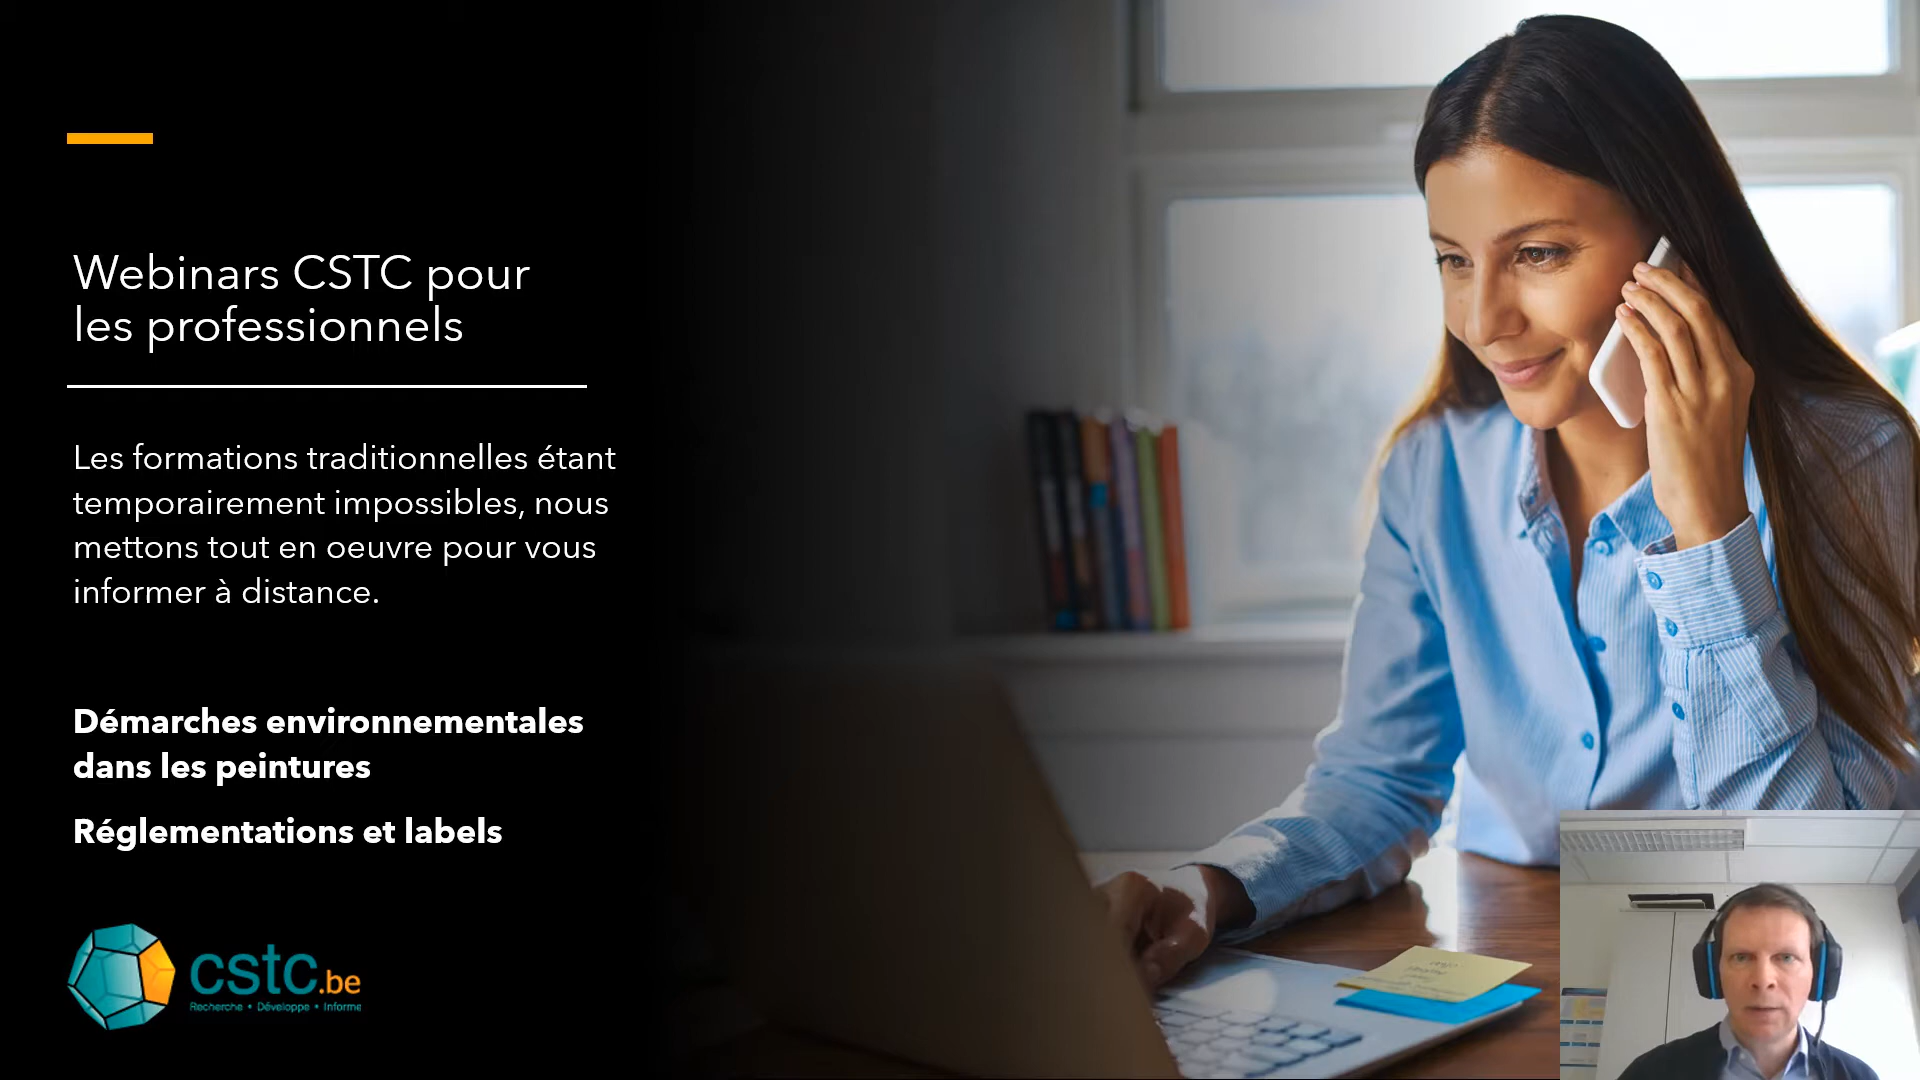 Webinars CSTC pour
les professionnels
Les formations traditionnelles étant
temporairement impossibles, nous
mettons tout en oeuvre pour vous
informer à distance.
Démarches environnementales
dans les peintures
Réglementations et labels
cstc.be
Recherche • Développe • Informe